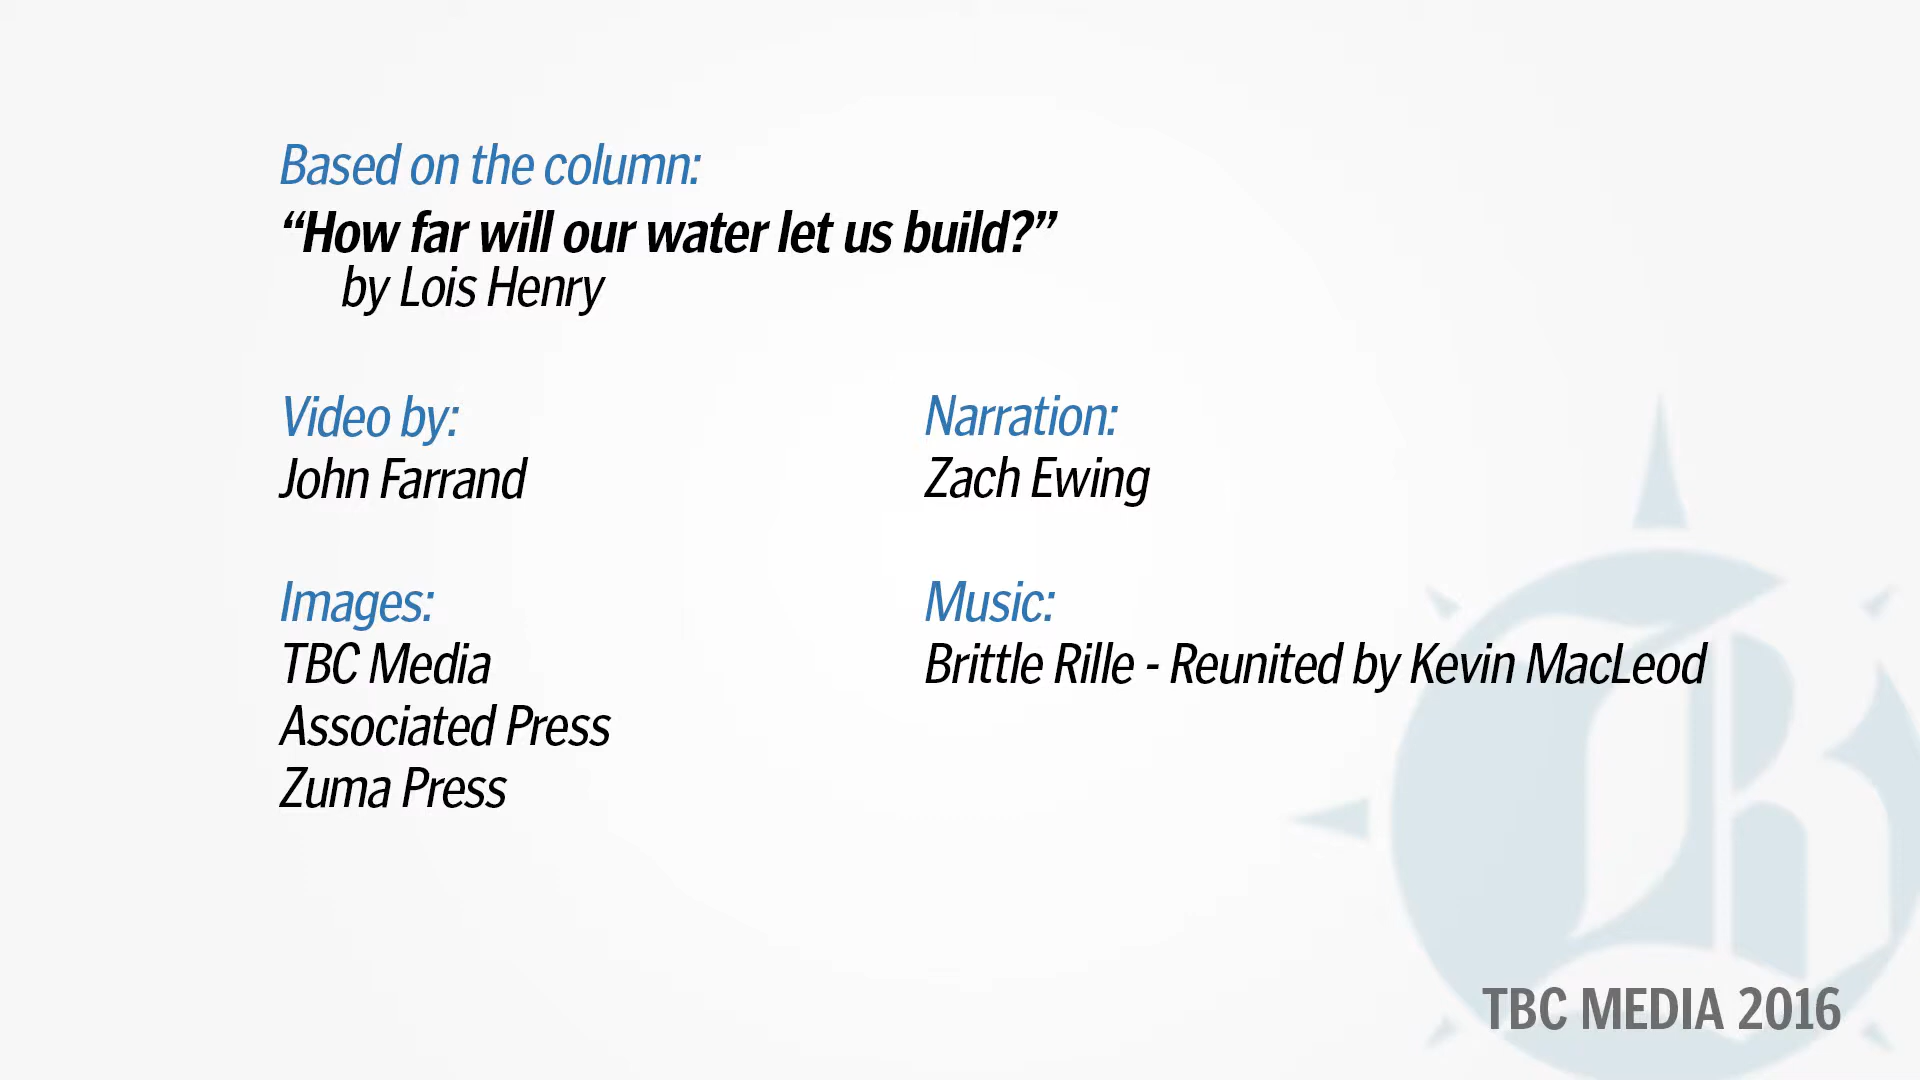 Based on the column:
“How far will our water let us build?”
by Lois Henry
Video by:
John Farrand
Narration:
Zach Ewing
Images:
TBC Media
Associated Press
Zuma Press
Music:
Brittle Rille - Reunited by Kevin MacLeod
B
TBC MEDIA 2016